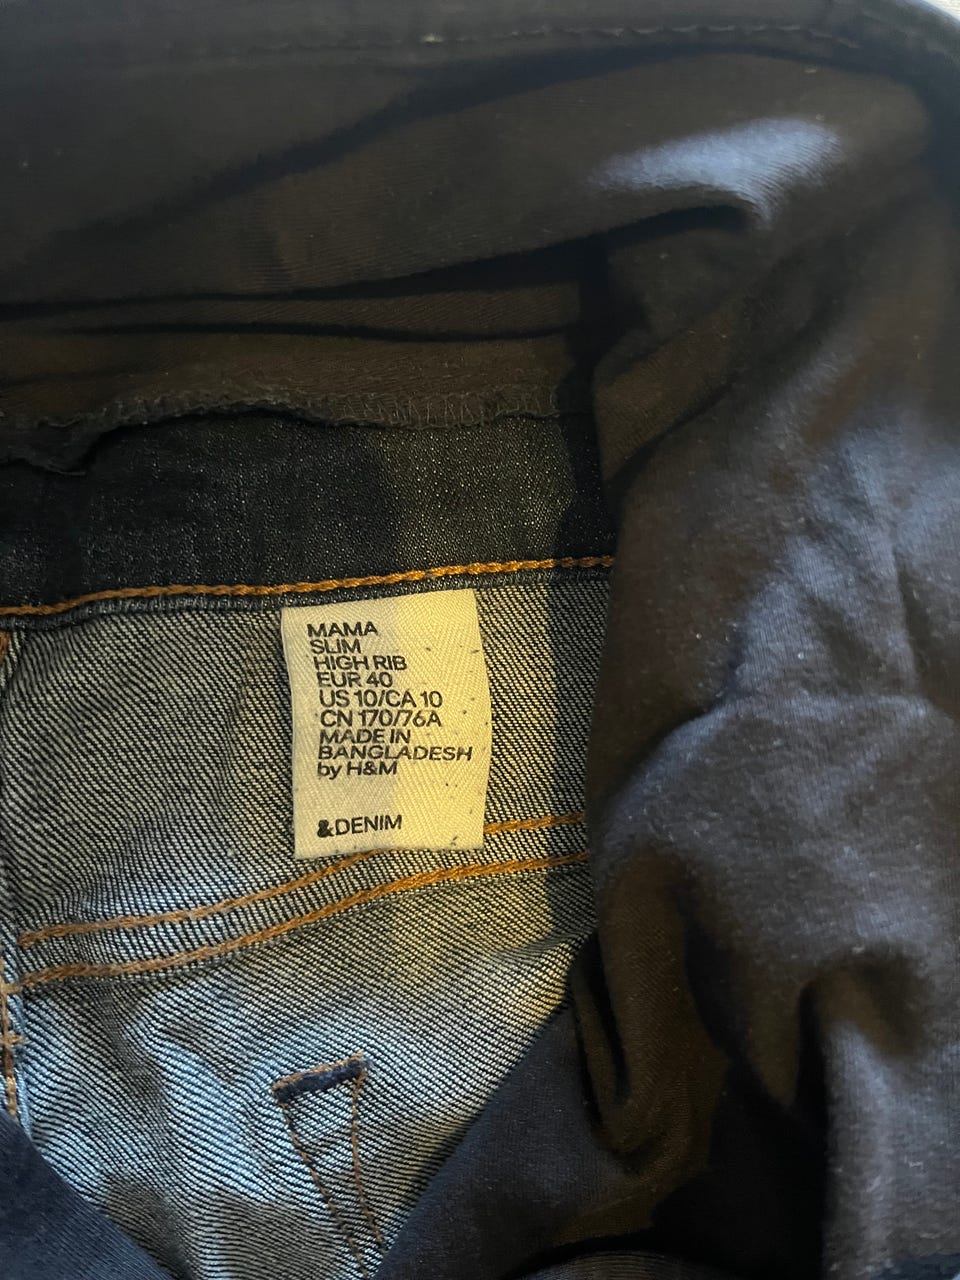 MAMA
SLIM
HIGH RIB
EUR 40
US 10/CA 10
CN 170/76A
MADE IN
BANGLADESH
by H&M
&DENIM